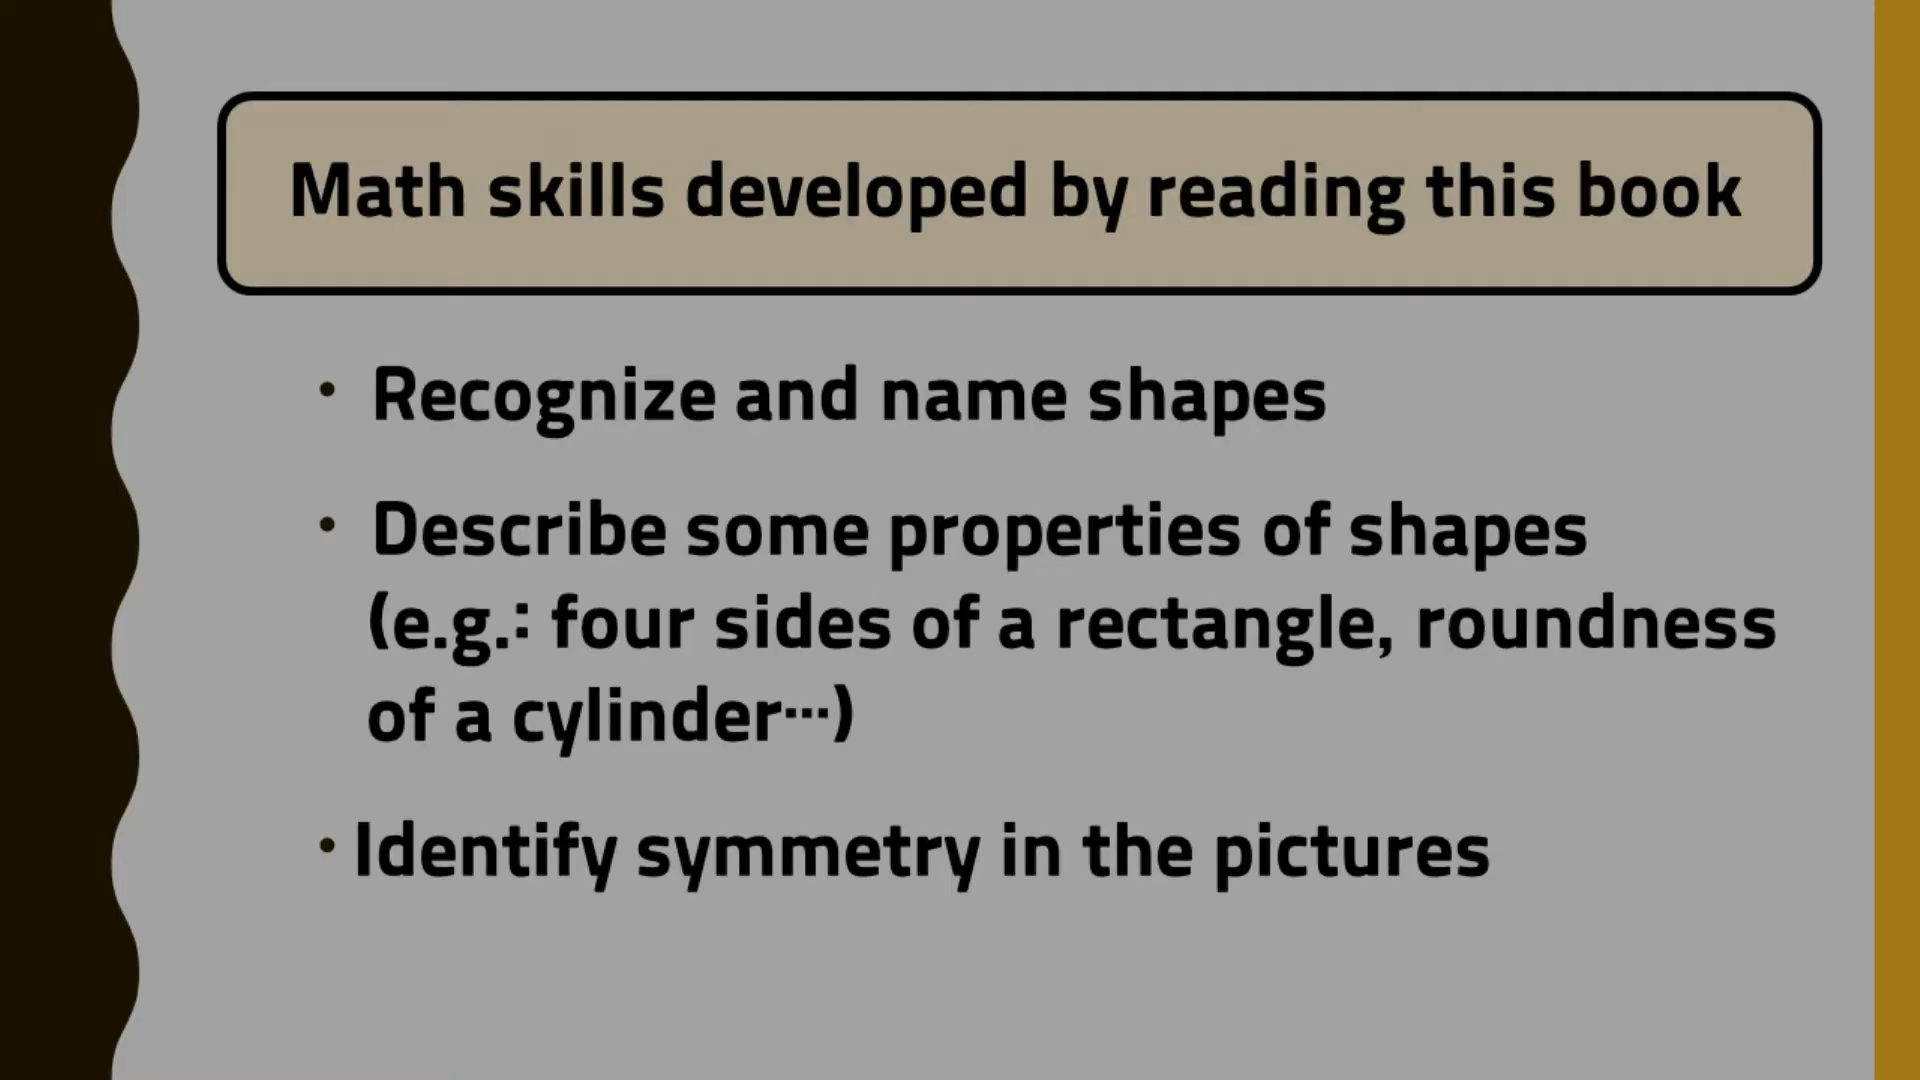 Math skills developed by reading this book
• Recognize and name shapes
• Describe some properties of shapes
(e.g.: four sides of a rectangle, roundness
of a cylinder…)
• Identify symmetry in the pictures